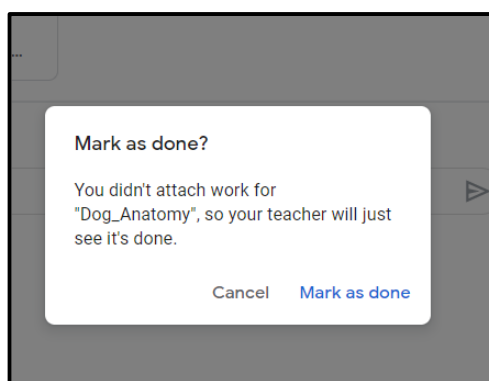 ...
Mark as done?
You didn't attach work for
"Dog_Anatomy", so your teacher will just
see it's done.
Cancel Mark as done